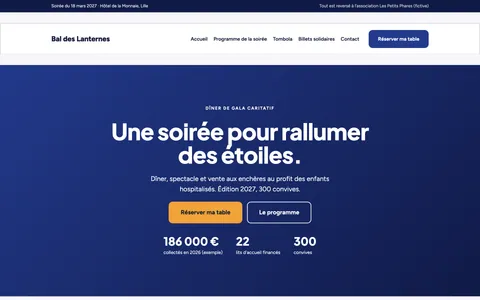 Soirée du 18 mars 2027 · Hôtel de la Monnaie, Lille
Tout est reversé à l'association Les Petits Phares (fictive)
Bal des Lanternes
Accueil
Programme de la soirée
Tombola
Billets solidaires
Contact
Réserver ma table
DÎNER DE GALA CARITATIF
Une soirée pour rallumer
des étoiles.
Dîner, spectacle et vente aux enchères au profit des enfants
hospitalisés. Édition 2027, 300 convives.
Réserver ma table
Le programme
186 000 €
collectés en 2026 (exemple)
22
lits d'accueil financés
300
convives